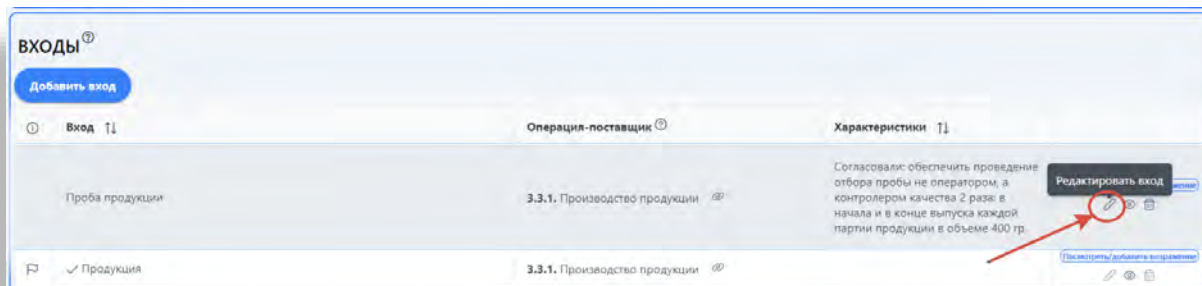 ВХОДЫ
Добавить вход
Вход Операция-поставщик Характеристики
Согласовали: обеспечить проведение
отбора пробы не оператором, а
контролером качества 2 раза: в
начала и в конце выпуска каждой
партии продукции в объеме 400 гр.
Проба продукции 3.3.1. Производство продукции
Редактировать вход
Посмотреть/добавить возражение
Продукция 3.3.1. Производство продукции